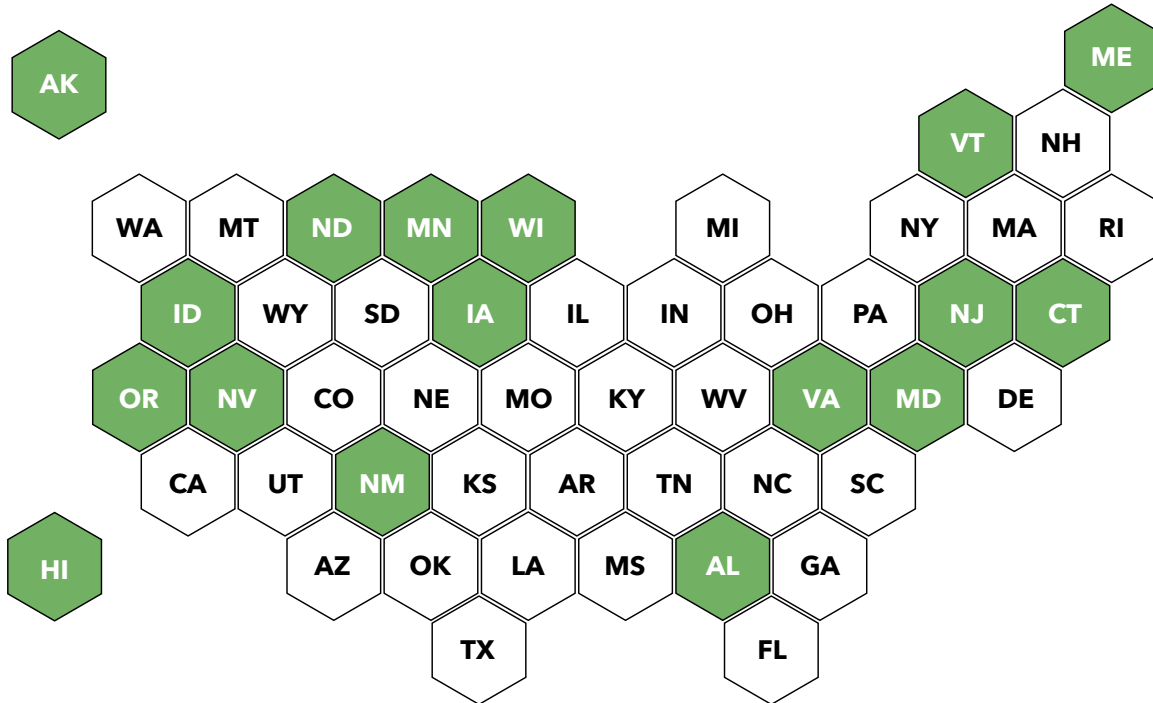 ME
AK
VT NH
WA MT ND MN WI MI NY MA RI
ID WY SD IA IL IN OH PA NJ CT
OR NV CO NE MO KY WV VA MD DE
CA UT NM KS AR TN NC SC
HI AZ OK LA MS AL GA
TX FL